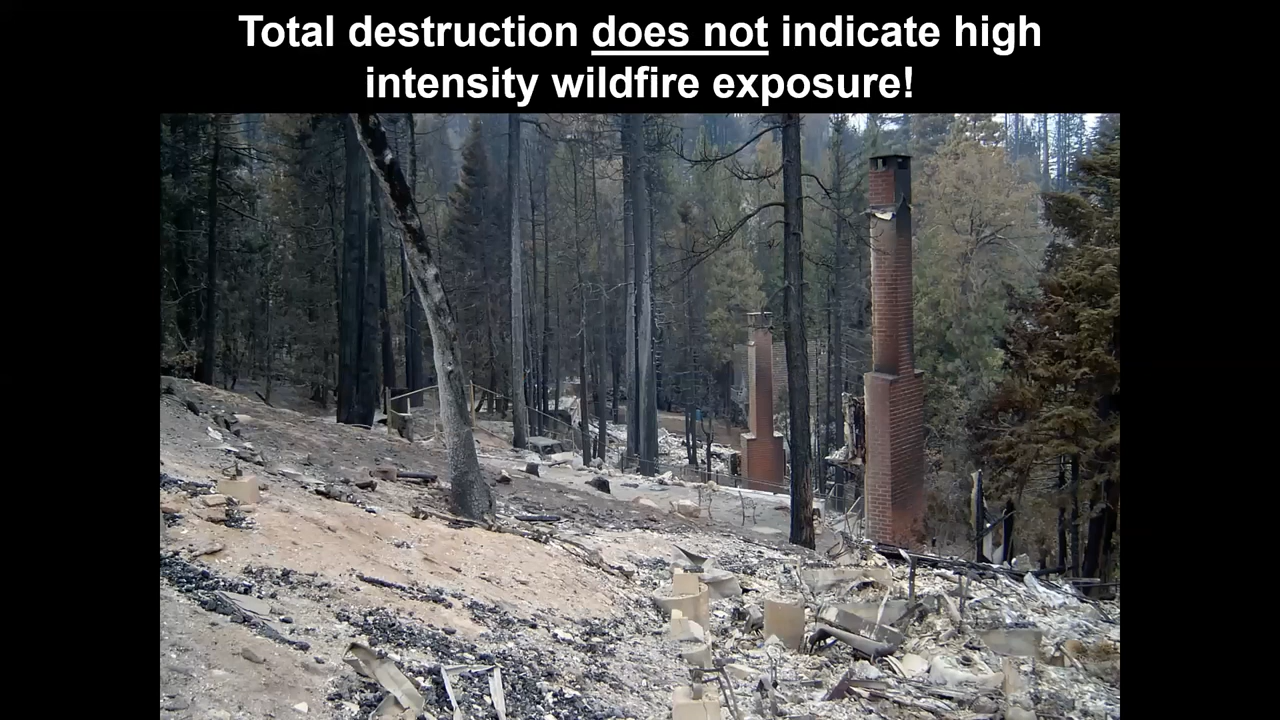 Total destruction does not indicate high
intensity wildfire exposure!